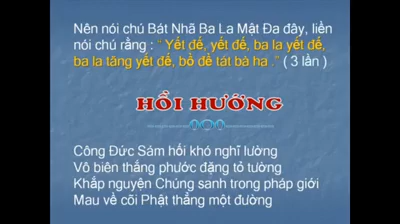 Nên nói chú Bát Nhã Ba La Mật Đa đây, liền
nói chú rằng : “ Yết đế, yết đế, ba la yết đế,
ba la tăng yết đế, bồ đề tát bà ha .” ( 3 lần )
HỒI HƯỚNG
Công Đức Sám hối khó nghĩ lường
Vô biên thắng phước đặng tỏ tường
Khắp nguyện Chúng sanh trong pháp giới
Mau về cõi Phật thẳng một đường